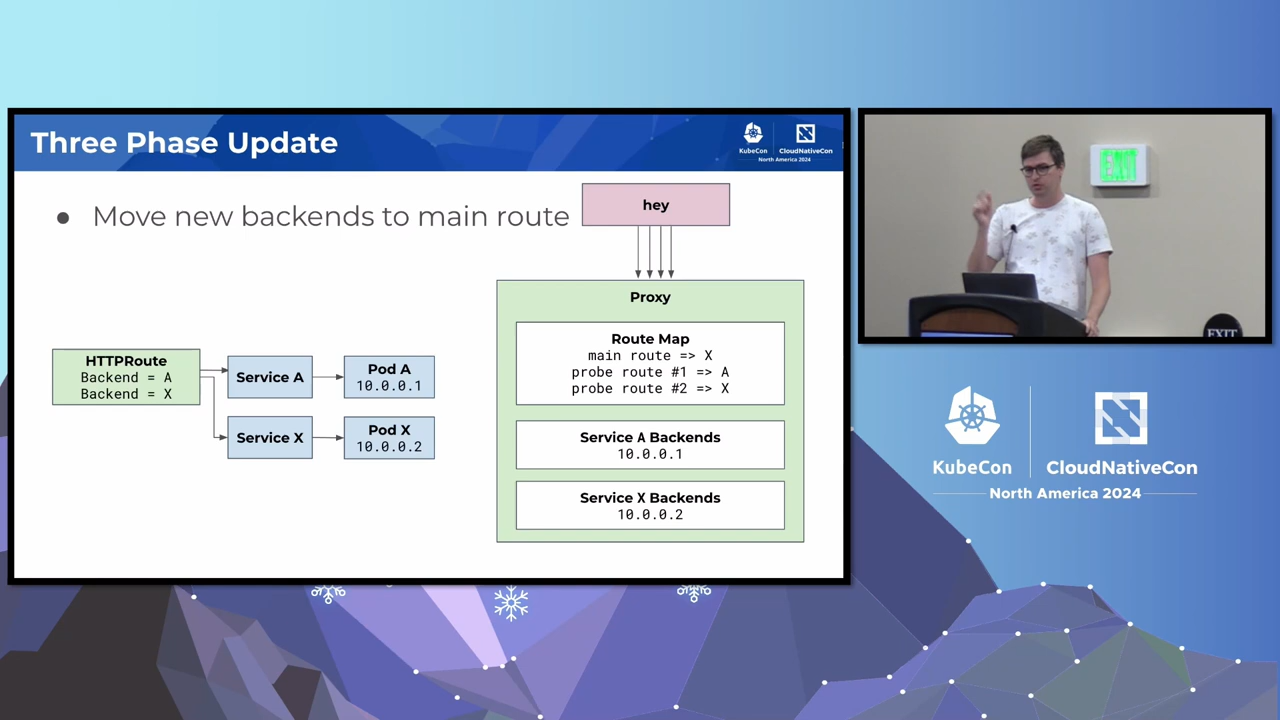 Three Phase Update
KubeCon
CloudNativeCon
North America 2024
● Move new backends to main route
hey
Proxy
Route Map
main route => X
probe route #1 => A
probe route #2 => X
Service A Backends
10.0.0.1
Service X Backends
10.0.0.2
HTTPRoute
Backend = A
Backend = X
Service A
Pod A
10.0.0.1
Service X
Pod X
10.0.0.2
EXIT
EXIT
KubeCon
CloudNativeCon
North America 2024